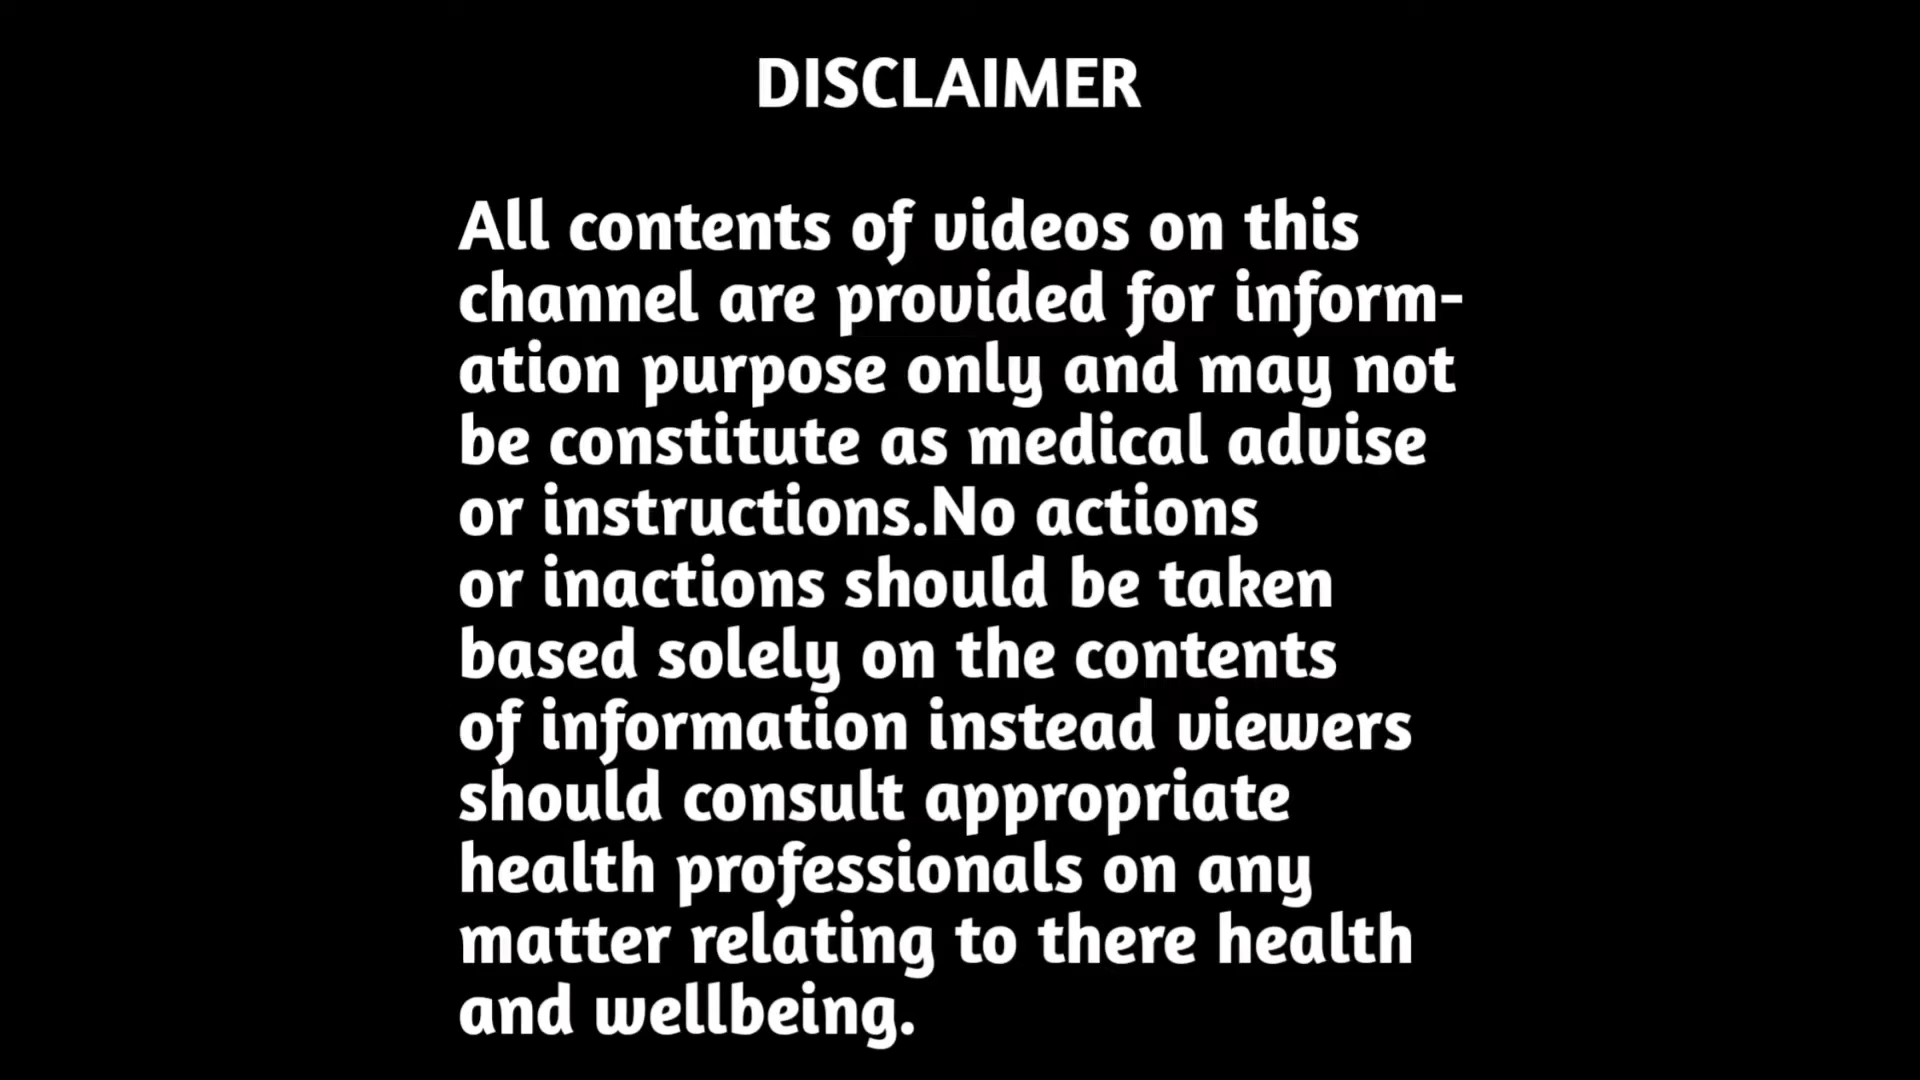 DISCLAIMER
All contents of videos on this
channel are provided for inform-
ation purpose only and may not
be constitute as medical advise
or instructions.No actions
or inactions should be taken
based solely on the contents
of information instead viewers
should consult appropriate
health professionals on any
matter relating to there health
and wellbeing.